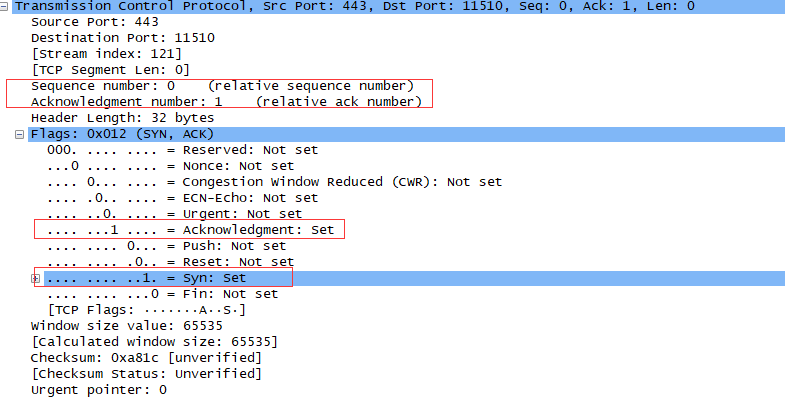 Transmission Control Protocol, Src Port: 443, Dst Port: 11510, Seq: 0, Ack: 1, Len: 0
Source Port: 443
Destination Port: 11510
[Stream index: 121]
[TCP Segment Len: 0]
Sequence number: 0    (relative sequence number)
Acknowledgment number: 1    (relative ack number)
Header Length: 32 bytes
Flags: 0x012 (SYN, ACK)
000. .... .... = Reserved: Not set
...0 .... .... = Nonce: Not set
.... 0... .... = Congestion Window Reduced (CWR): Not set
.... .0.. .... = ECN-Echo: Not set
.... ..0. .... = Urgent: Not set
.... ...1 .... = Acknowledgment: Set
.... .... 0... = Push: Not set
.... .... .0.. = Reset: Not set
.... .... ..1. = Syn: Set
.... .... ...0 = Fin: Not set
[TCP Flags: ·······A··S·]
Window size value: 65535
[Calculated window size: 65535]
Checksum: 0xa81c [unverified]
[Checksum Status: Unverified]
Urgent pointer: 0